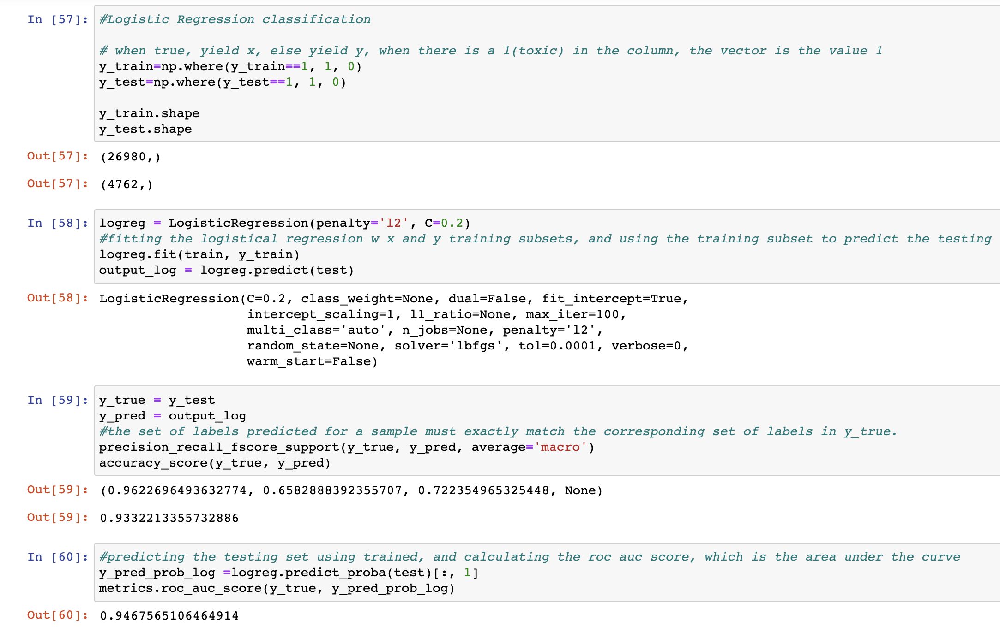 In [57]: #Logistic Regression classification
# when true, yield x, else yield y, when there is a 1(toxic) in the column, the vector is the value 1
y_train=np.where(y_train==1, 1, 0)
y_test=np.where(y_test==1, 1, 0)
y_train.shape
y_test.shape
Out[57]: (26980,)
Out[57]: (4762,)
In [58]: logreg = LogisticRegression(penalty='l2', C=0.2)
#fitting the logistical regression w x and y training subsets, and using the training subset to predict the testing
logreg.fit(train, y_train)
output_log = logreg.predict(test)
Out[58]: LogisticRegression(C=0.2, class_weight=None, dual=False, fit_intercept=True,
intercept_scaling=1, l1_ratio=None, max_iter=100,
multi_class='auto', n_jobs=None, penalty='l2',
random_state=None, solver='lbfgs', tol=0.0001, verbose=0,
warm_start=False)
In [59]: y_true = y_test
y_pred = output_log
#the set of labels predicted for a sample must exactly match the corresponding set of labels in y_true.
precision_recall_fscore_support(y_true, y_pred, average='macro')
accuracy_score(y_true, y_pred)
Out[59]: (0.9622696493632774, 0.6582888392355707, 0.722354965325448, None)
Out[59]: 0.9332213355732886
In [60]: #predicting the testing set using trained, and calculating the roc auc score, which is the area under the curve
y_pred_prob_log =logreg.predict_proba(test)[:, 1]
metrics.roc_auc_score(y_true, y_pred_prob_log)
Out[60]: 0.9467565106464914